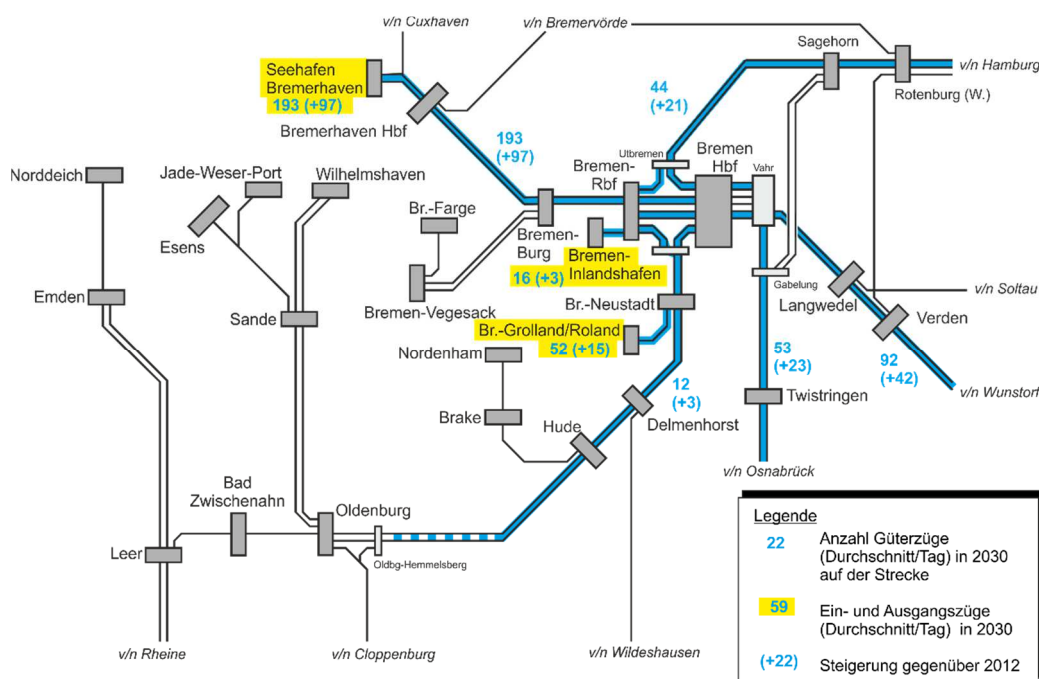 v/n Cuxhaven
v/n Bremervörde
Sagehorn
v/n Hamburg
Rotenburg (W.)
Seehafen
Bremerhaven
193 (+97)
Bremerhaven Hbf
44
(+21)
193
(+97)
Utbremen
Bremen
Hbf
Vahr
Bremen-
Rbf
Norddeich
Jade-Weser-Port
Wilhelmshaven
Br.-Farge
Esens
Bremen-
Burg
Bremen-
Inlandshafen
16 (+3)
Gabelung
Langwedel
v/n Soltau
Emden
Sande
Bremen-Vegesack
Br.-Neustadt
Verden
Br.-Grolland/Roland
52 (+15)
Nordenham
53
(+23)
92
(+42)
12
(+3)
Twistringen
v/n Wunstorf
Brake
Hude
Delmenhorst
v/n Osnabrück
Bad
Zwischenahn
Oldenburg
Leer
Oldbg-Hemmelsberg
v/n Rheine
v/n Cloppenburg
v/n Wildeshausen
Legende
22 Anzahl Güterzüge
(Durchschnitt/Tag) in 2030
auf der Strecke
59 Ein- und Ausgangszüge
(Durchschnitt/Tag) in 2030
(+22) Steigerung gegenüber 2012